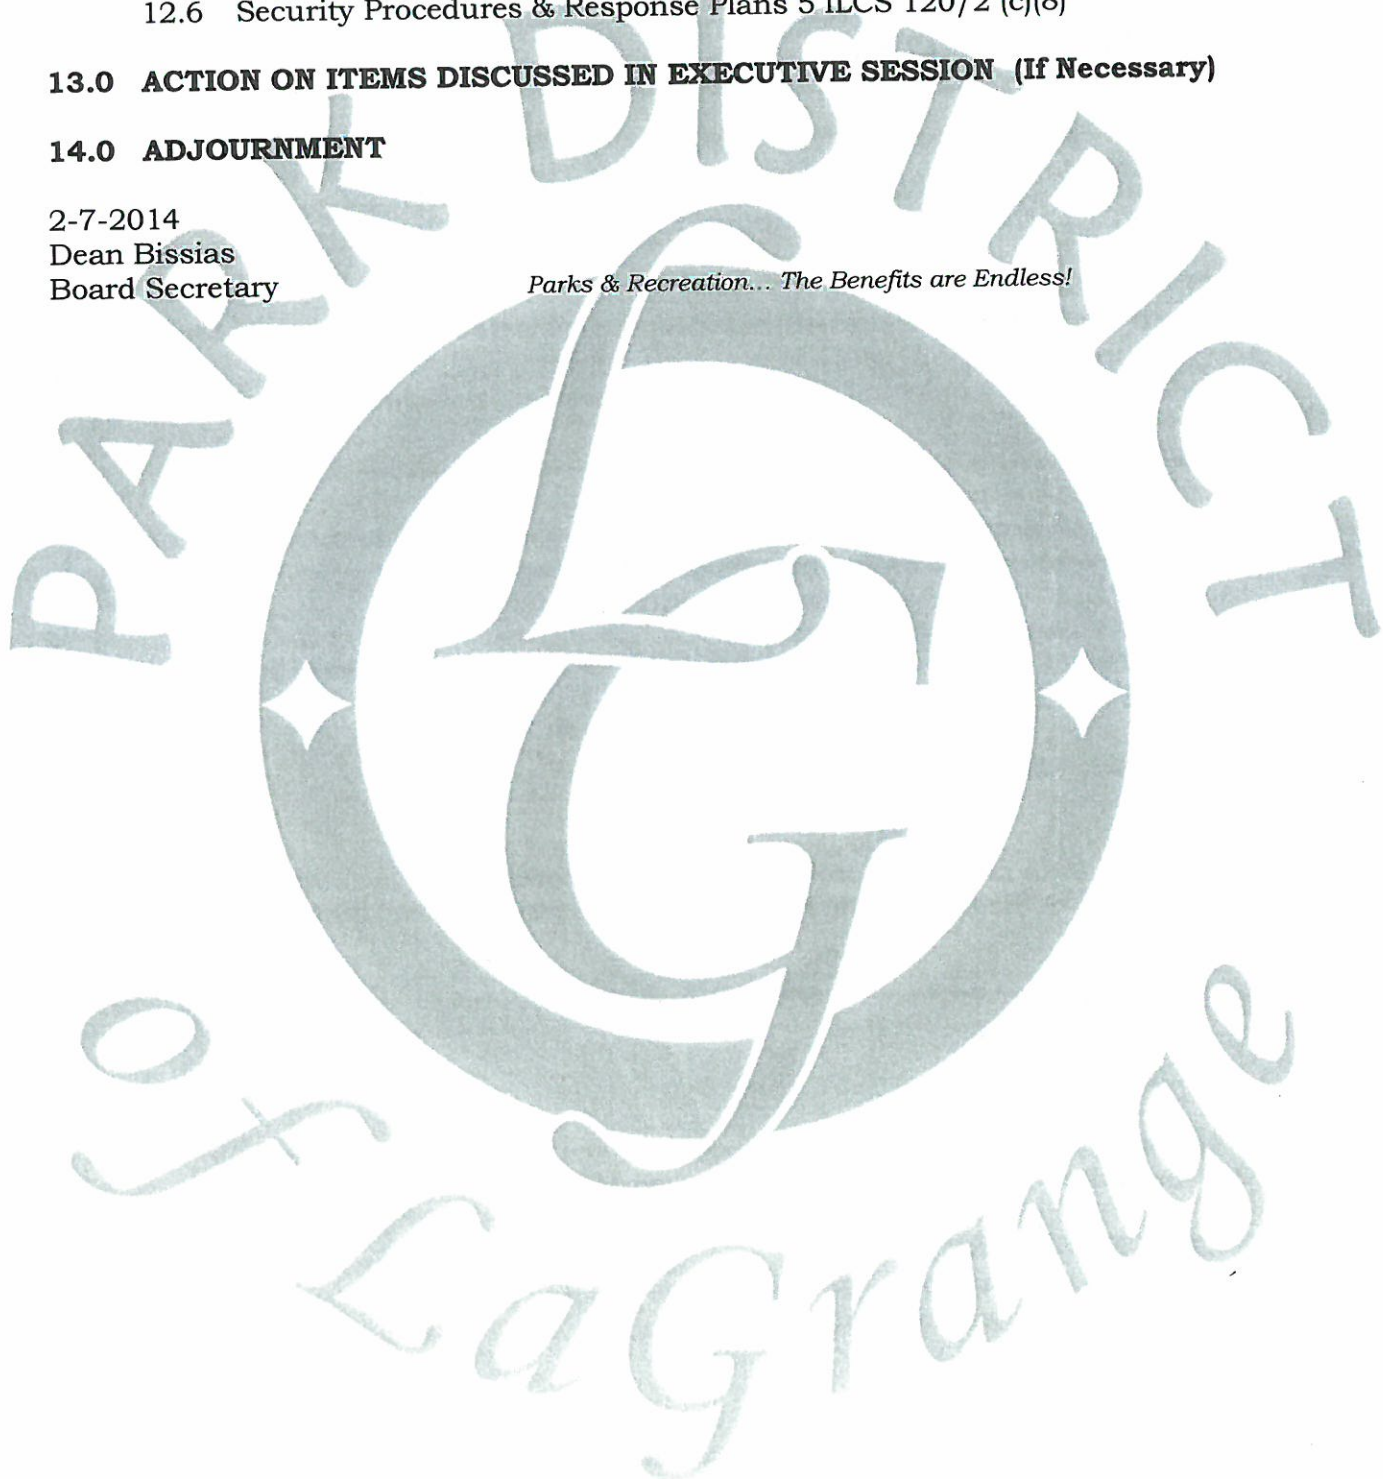 12.6 Security Procedures & Response Plans 5 ILCS 120/2 (c)(8)
13.0 ACTION ON ITEMS DISCUSSED IN EXECUTIVE SESSION (If Necessary)
14.0 ADJOURNMENT
2-7-2014
Dean Bissias
Board Secretary
Parks & Recreation... The Benefits are Endless!
PARK DISTRICT
LG
of LaGrange